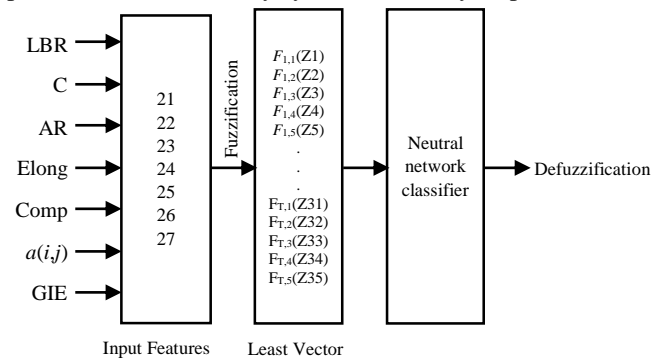 LBR
C
AR
Elong
Comp
a(i,j)
GIE
21
22
23
24
25
26
27
Input Features
Fuzzification
F1,1(Z1)
F1,2(Z2)
F1,3(Z3)
F1,4(Z4)
F1,5(Z5)
.
.
.
FT,1(Z31)
FT,2(Z32)
FT,3(Z33)
FT,4(Z34)
FT,5(Z35)
Least Vector
Neutral
network
classifier
Defuzzification